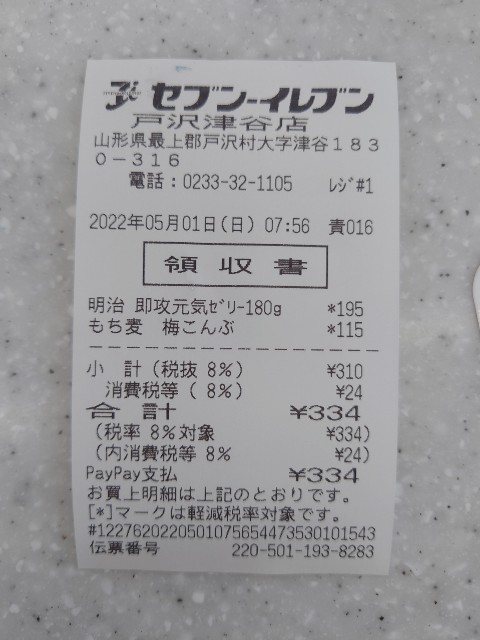 セブン-イレブン
戸沢津谷店
山形県最上郡戸沢村大字津谷183
0-316
電話:0233-32-1105 レジ#1
2022年05月01日(日) 07:56 責016
領収書
明治 即攻元気ゼリー180g *195
もち麦 梅こんぶ *115
小 計(税抜 8%) ¥310
消費税等( 8%) ¥24
合計 ¥334
(税率 8%対象 ¥334)
(内消費税等 8% ¥24)
PayPay支払 ¥334
お買上明細は上記のとおりです。
[*]マークは軽減税率対象です。
#12276202205010756544735301015​43
伝票番号 220-501-193-8283